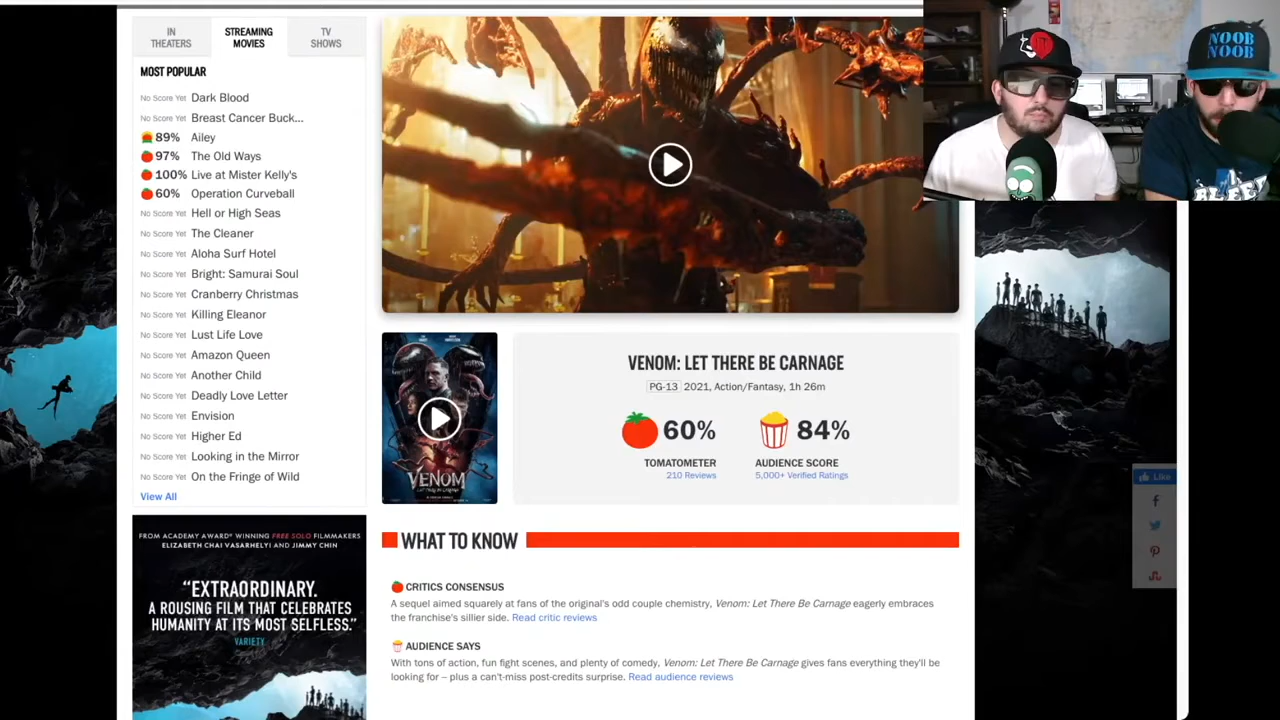 IN THEATERS
STREAMING MOVIES
TV SHOWS
MOST POPULAR
No Score Yet Dark Blood
No Score Yet Breast Cancer Buck...
89% Ailey
97% The Old Ways
100% Live at Mister Kelly's
60% Operation Curveball
No Score Yet Hell or High Seas
No Score Yet The Cleaner
No Score Yet Aloha Surf Hotel
No Score Yet Bright: Samurai Soul
No Score Yet Cranberry Christmas
No Score Yet Killing Eleanor
No Score Yet Lust Life Love
No Score Yet Amazon Queen
No Score Yet Another Child
No Score Yet Deadly Love Letter
No Score Yet Envision
No Score Yet Higher Ed
No Score Yet Looking in the Mirror
No Score Yet On the Fringe of Wild
View All
FROM ACADEMY AWARD® WINNING FREE SOLO FILMMAKERS
ELIZABETH CHAI VASARHELYI AND JIMMY CHIN
“EXTRAORDINARY.
A ROUSING FILM THAT CELEBRATES
HUMANITY AT ITS MOST SELFLESS.”
VARIETY
VENOM
VENOM: LET THERE BE CARNAGE
PG-13 2021, Action/Fantasy, 1h 26m
60%
84%
TOMATOMETER
AUDIENCE SCORE
210 Reviews
5,000+ Verified Ratings
WHAT TO KNOW
CRITICS CONSENSUS
A sequel aimed squarely at fans of the original's odd couple chemistry, Venom: Let There Be Carnage eagerly embraces
the franchise's sillier side. Read critic reviews
AUDIENCE SAYS
With tons of action, fun fight scenes, and plenty of comedy, Venom: Let There Be Carnage gives fans everything they'll be
looking for – plus a can't-miss post-credits surprise. Read audience reviews
NOOB
NOOB
Like